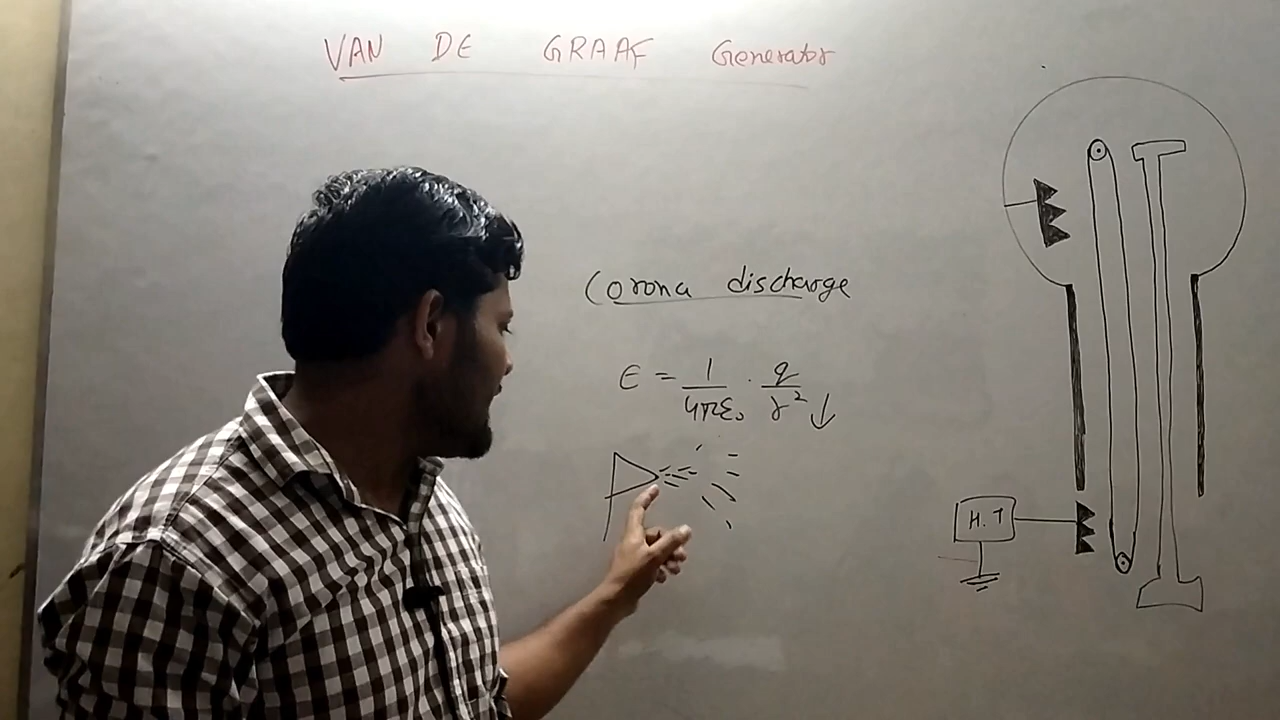 VAN DE GRAAF Generator
Corona discharge
E = 1/4πε₀ · q/r² ↓
H.T